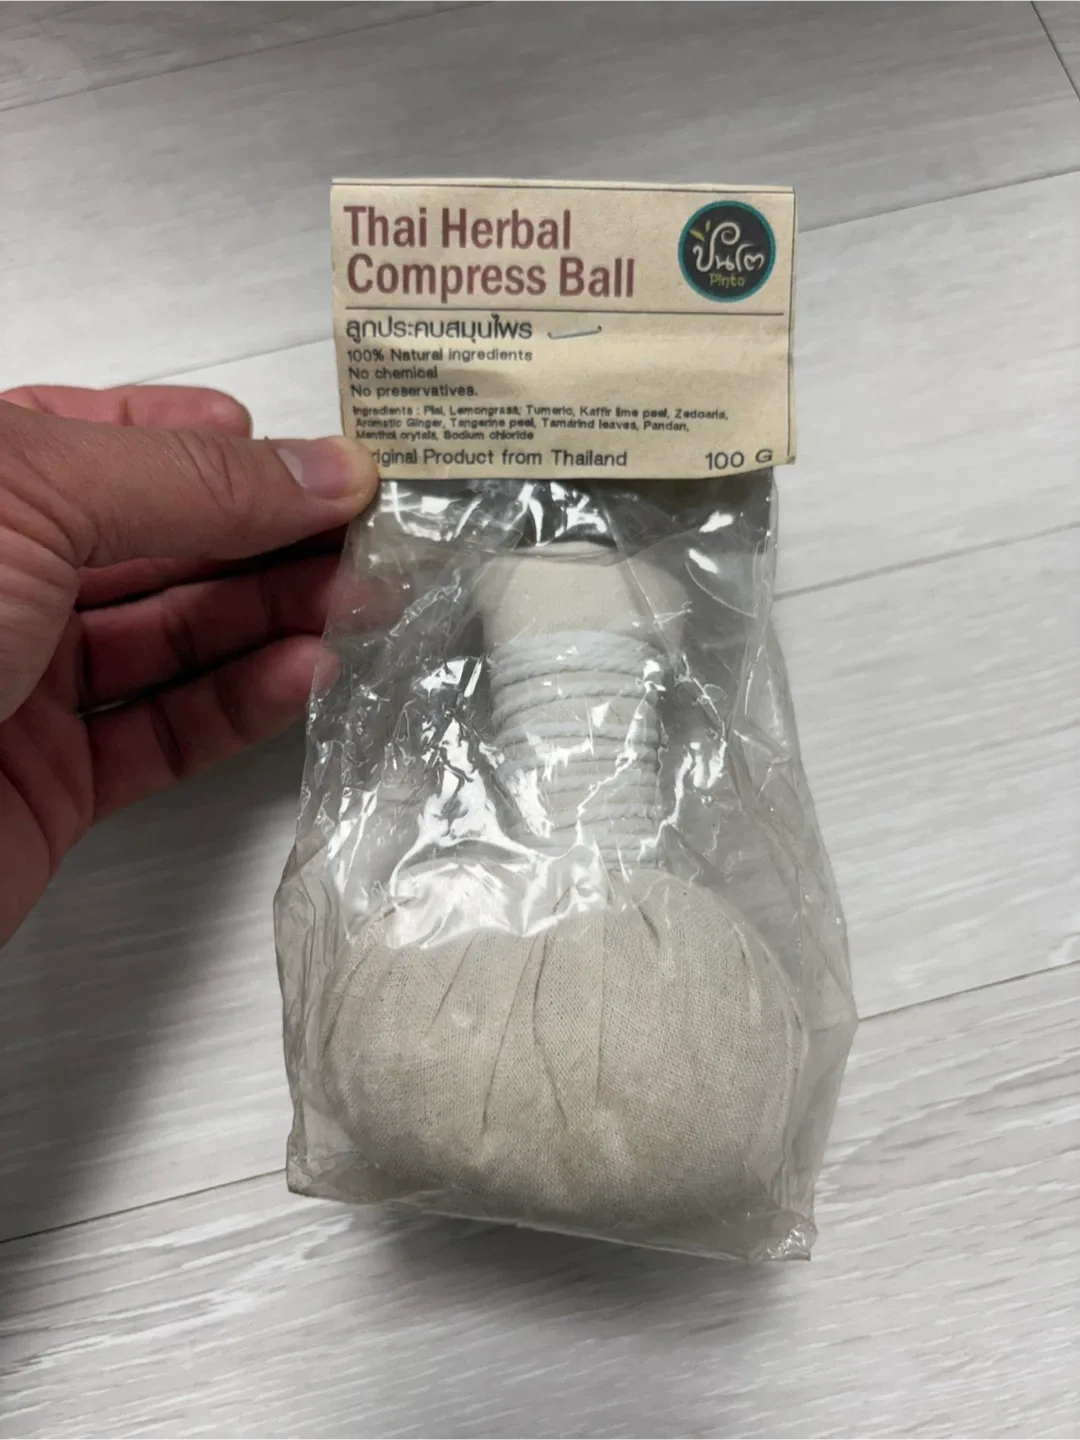 Thai Herbal
Compress Ball
ปิ่นโต
Pinto
ลูกประคบสมุนไพร
100% Natural ingredients
No chemical
No preservatives.
Ingredients : Plai, Lemongrass, Tumeric, Kaffir lime peel, Zedoaria,
Aromatic Ginger, Tangerine peel, Tamarind leaves, Pandan,
Menthol crytals, Sodium chloride
riginal Product from Thailand
100 G